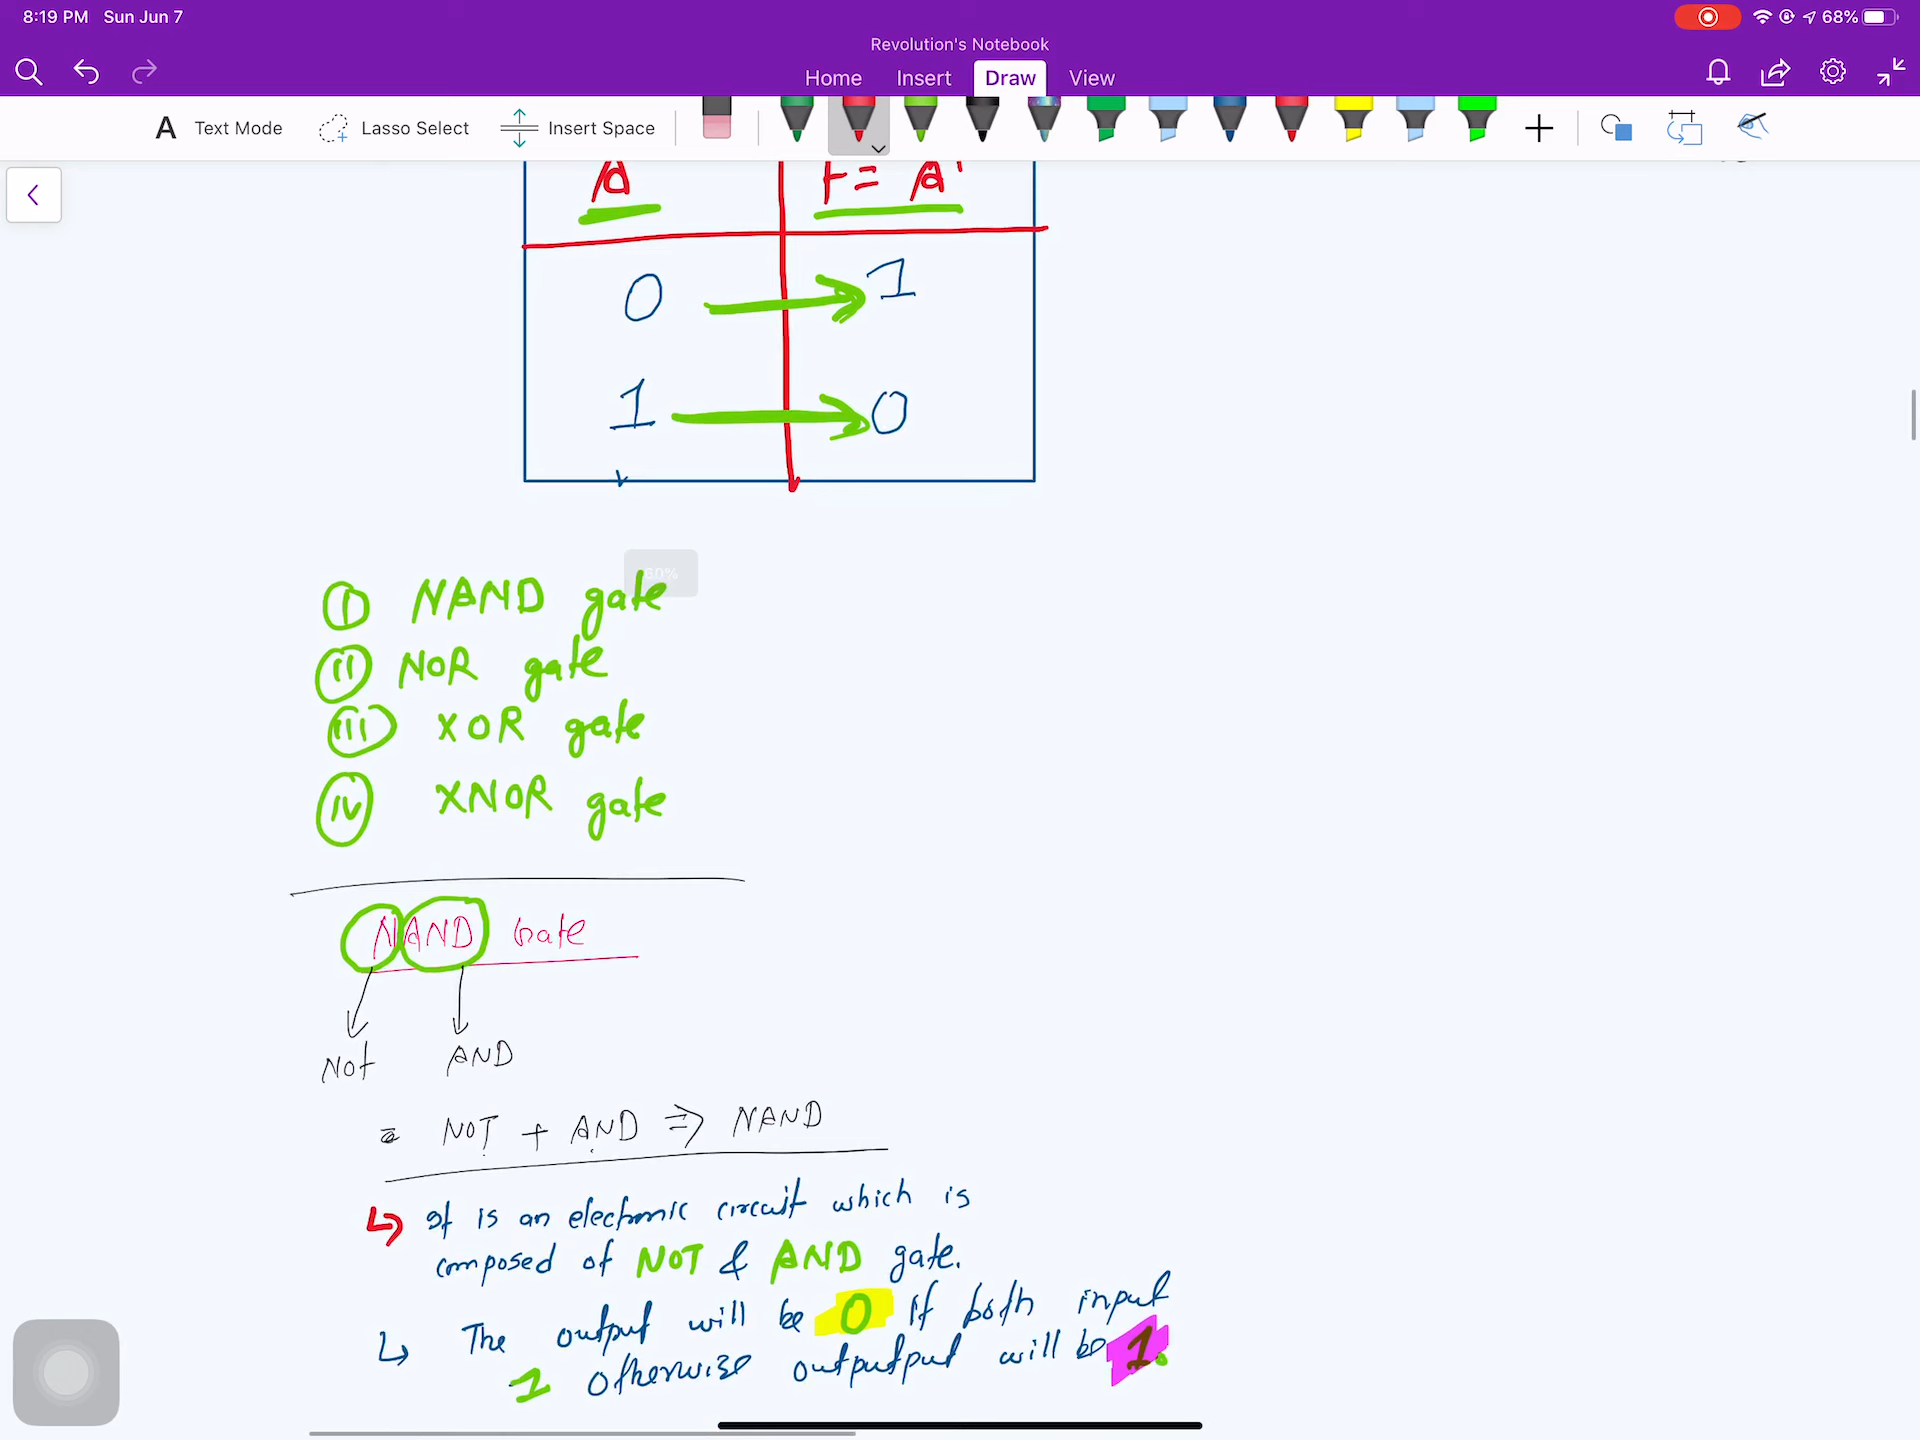 8:19 PM Sun Jun 7
68%
Revolution's Notebook
Home Insert Draw View
A Text Mode Lasso Select Insert Space
A F = A'
0 1
1 0
60%
(i) NAND gate
(ii) NOR gate
(iii) XOR gate
(iv) XNOR gate
NAND Gate
Not AND
= NOT + AND ⇒ NAND
↳ It is an electronic circuit which is
composed of NOT & AND gate.
↳ The output will be 0 if both input
1 otherwise outputput will be 1.